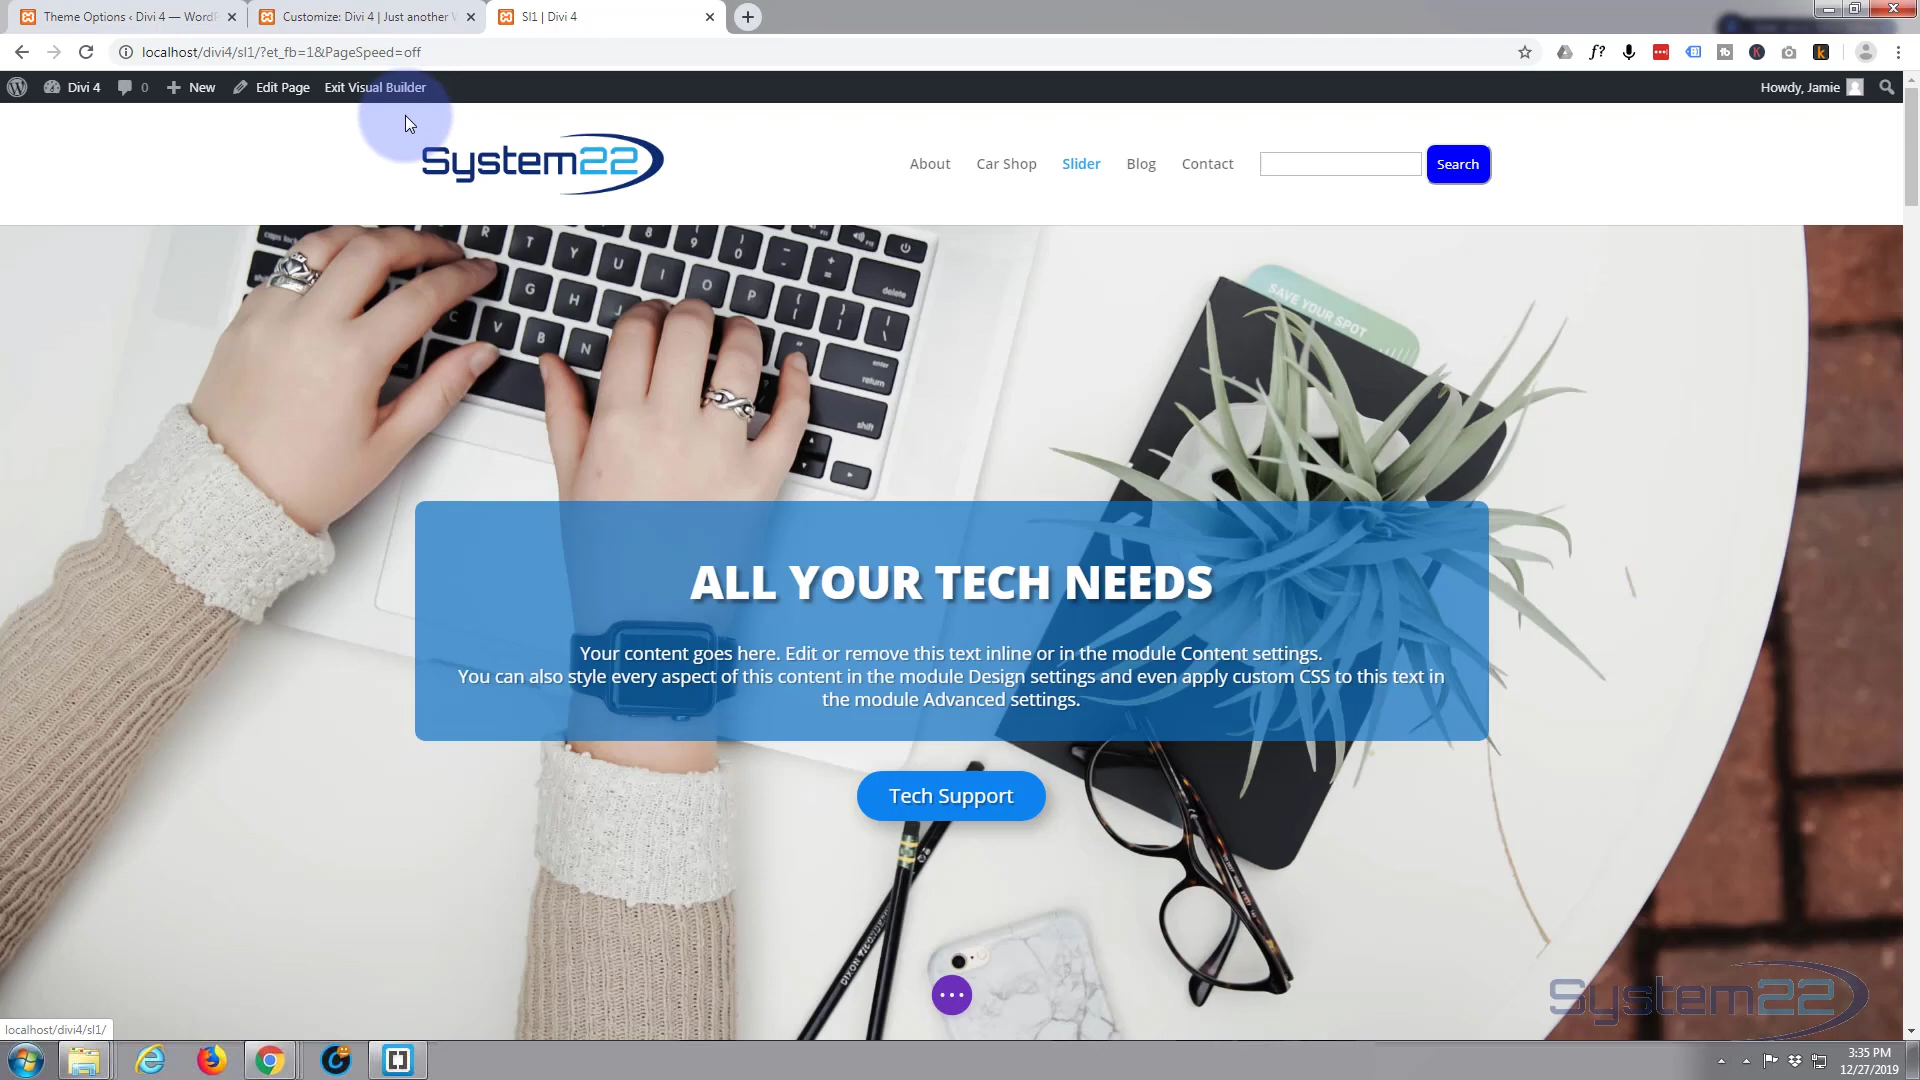 Theme Options ‹ Divi 4 — WordP
Customize: Divi 4 | Just another W
Sl1 | Divi 4
localhost/divi4/sl1/?et_fb=1&PageSpeed=off
Divi 4
0
New
Edit Page
Exit Visual Builder
Howdy, Jamie
System22
About
Car Shop
Slider
Blog
Contact
Search
SAVE YOUR SPOT
ALL YOUR TECH NEEDS
Your content goes here. Edit or remove this text inline or in the module Content settings.
You can also style every aspect of this content in the module Design settings and even apply custom CSS to this text in
the module Advanced settings.
Tech Support
System22
localhost/divi4/sl1/
3:35 PM
12/27/2019